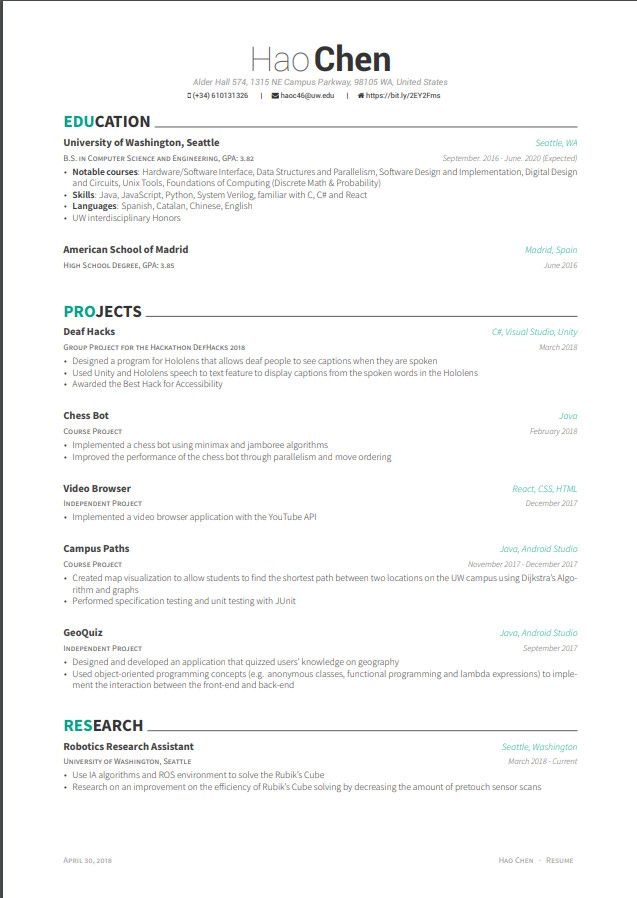 Hao Chen
Alder Hall 574, 1315 NE Campus Parkway, 98105 WA, United States
(+34) 610131326 | haoc46@uw.edu | https://bit.ly/2EY2Fms
EDUCATION
University of Washington, Seattle Seattle, WA
B.S. in Computer Science and Engineering, GPA: 3.82 September. 2016 - June. 2020 (Expected)
• Notable courses: Hardware/Software Interface, Data Structures and Parallelism, Software Design and Implementation, Digital Design
and Circuits, Unix Tools, Foundations of Computing (Discrete Math & Probability)
• Skills: Java, JavaScript, Python, System Verilog, familiar with C, C# and React
• Languages: Spanish, Catalan, Chinese, English
• UW interdisciplinary Honors
American School of Madrid Madrid, Spain
High School Degree, GPA: 3.85 June 2016
PROJECTS
Deaf Hacks C#, Visual Studio, Unity
Group Project for the Hackathon DefHacks 2018 March 2018
• Designed a program for Hololens that allows deaf people to see captions when they are spoken
• Used Unity and Hololens speech to text feature to display captions from the spoken words in the Hololens
• Awarded the Best Hack for Accessibility
Chess Bot Java
Course Project February 2018
• Implemented a chess bot using minimax and jamboree algorithms
• Improved the performance of the chess bot through parallelism and move ordering
Video Browser React, CSS, HTML
Independent Project December 2017
• Implemented a video browser application with the YouTube API
Campus Paths Java, Android Studio
Course Project November 2017 - December 2017
• Created map visualization to allow students to find the shortest path between two locations on the UW campus using Dijkstra's Algo-
rithm and graphs
• Performed specification testing and unit testing with JUnit
GeoQuiz Java, Android Studio
Independent Project September 2017
• Designed and developed an application that quizzed users' knowledge on geography
• Used object-oriented programming concepts (e.g. anonymous classes, functional programming and lambda expressions) to imple-
ment the interaction between the front-end and back-end
RESEARCH
Robotics Research Assistant Seattle, Washington
University of Washington, Seattle March 2018 - Current
• Use IA algorithms and ROS environment to solve the Rubik's Cube
• Research on an improvement on the efficiency of Rubik's Cube solving by decreasing the amount of pretouch sensor scans
April 30, 2018 Hao Chen · Resume